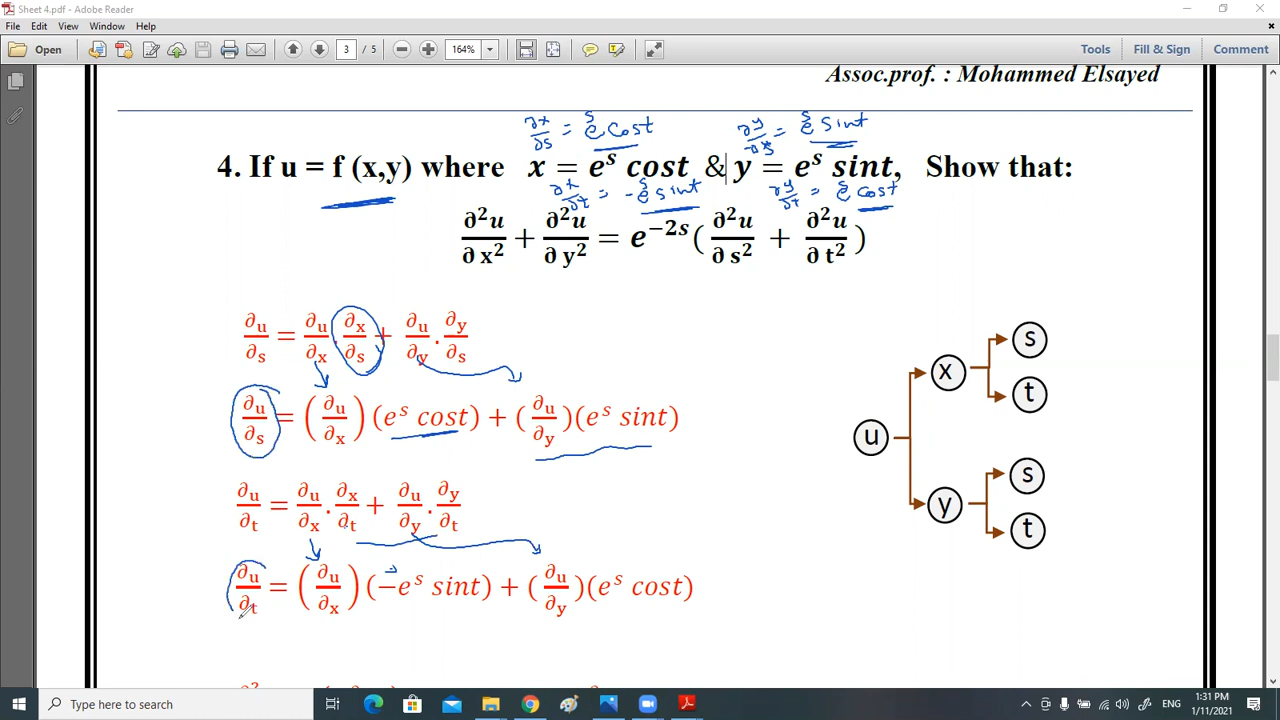 Sheet 4.pdf - Adobe Reader
File Edit View Window Help
Open 3 / 5 164% Tools Fill & Sign Comment
Assoc.prof. : Mohammed Elsayed
∂x/∂s = e^s cost ∂y/∂s = e^s sint
4. If u = f (x,y) where x = e^s cost & y = e^s sint, Show that:
∂x/∂t = -e^s sint ∂y/∂t = e^s cost
∂²u/∂x² + ∂²u/∂y² = e^−2s (∂²u/∂s² + ∂²u/∂t²)
∂u/∂s = ∂u/∂x . ∂x/∂s + ∂u/∂y . ∂y/∂s
∂u/∂s = (∂u/∂x) (e^s cost) + (∂u/∂y)(e^s sint)
∂u/∂t = ∂u/∂x . ∂x/∂t + ∂u/∂y . ∂y/∂t
∂u/∂t = (∂u/∂x) (−e^s sint) + (∂u/∂y)(e^s cost)
s
x
t
u
s
y
t
Type here to search
ENG
1:31 PM
1/11/2021